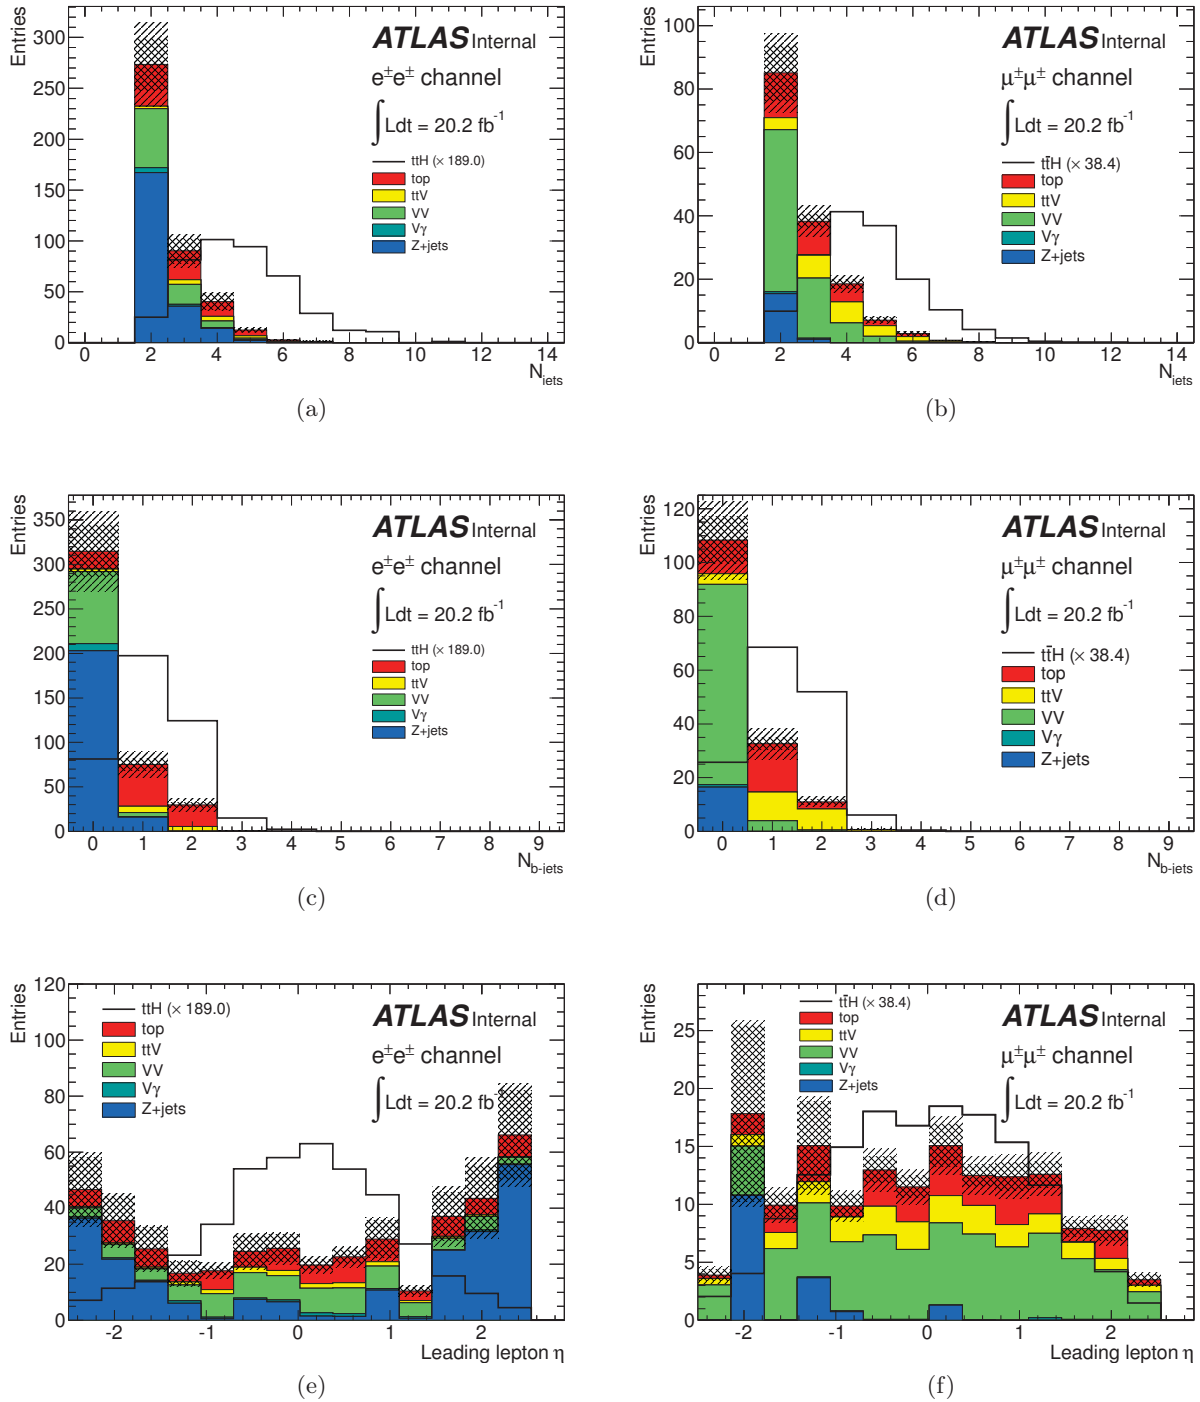 Entries
300
250
200
150
100
50
0
ATLAS Internal
e±e± channel
∫ Ldt = 20.2 fb-1
ttH (× 189.0)
top
ttV
VV
Vγ
Z+jets
0 2 4 6 8 10 12 14
Njets
(a)
Entries
100
80
60
40
20
0
ATLAS Internal
μ±μ± channel
∫ Ldt = 20.2 fb-1
tt̄H (× 38.4)
top
ttV
VV
Vγ
Z+jets
0 2 4 6 8 10 12 14
Njets
(b)
Entries
350
300
250
200
150
100
50
0
ATLAS Internal
e±e± channel
∫ Ldt = 20.2 fb-1
ttH (× 189.0)
top
ttV
VV
Vγ
Z+jets
0 1 2 3 4 5 6 7 8 9
Nb-jets
(c)
Entries
120
100
80
60
40
20
0
ATLAS Internal
μ±μ± channel
∫ Ldt = 20.2 fb-1
tt̄H (× 38.4)
top
ttV
VV
Vγ
Z+jets
0 1 2 3 4 5 6 7 8 9
Nb-jets
(d)
Entries
120
100
80
60
40
20
0
ttH (× 189.0)
top
ttV
VV
Vγ
Z+jets
ATLAS Internal
e±e± channel
∫ Ldt = 20.2 fb
-2 -1 0 1 2
Leading lepton η
(e)
Entries
25
20
15
10
5
0
tt̄H (× 38.4)
top
ttV
VV
Vγ
Z+jets
ATLAS Internal
μ±μ± channel
∫ Ldt = 20.2 fb-1
-2 -1 0 1 2
Leading lepton η
(f)